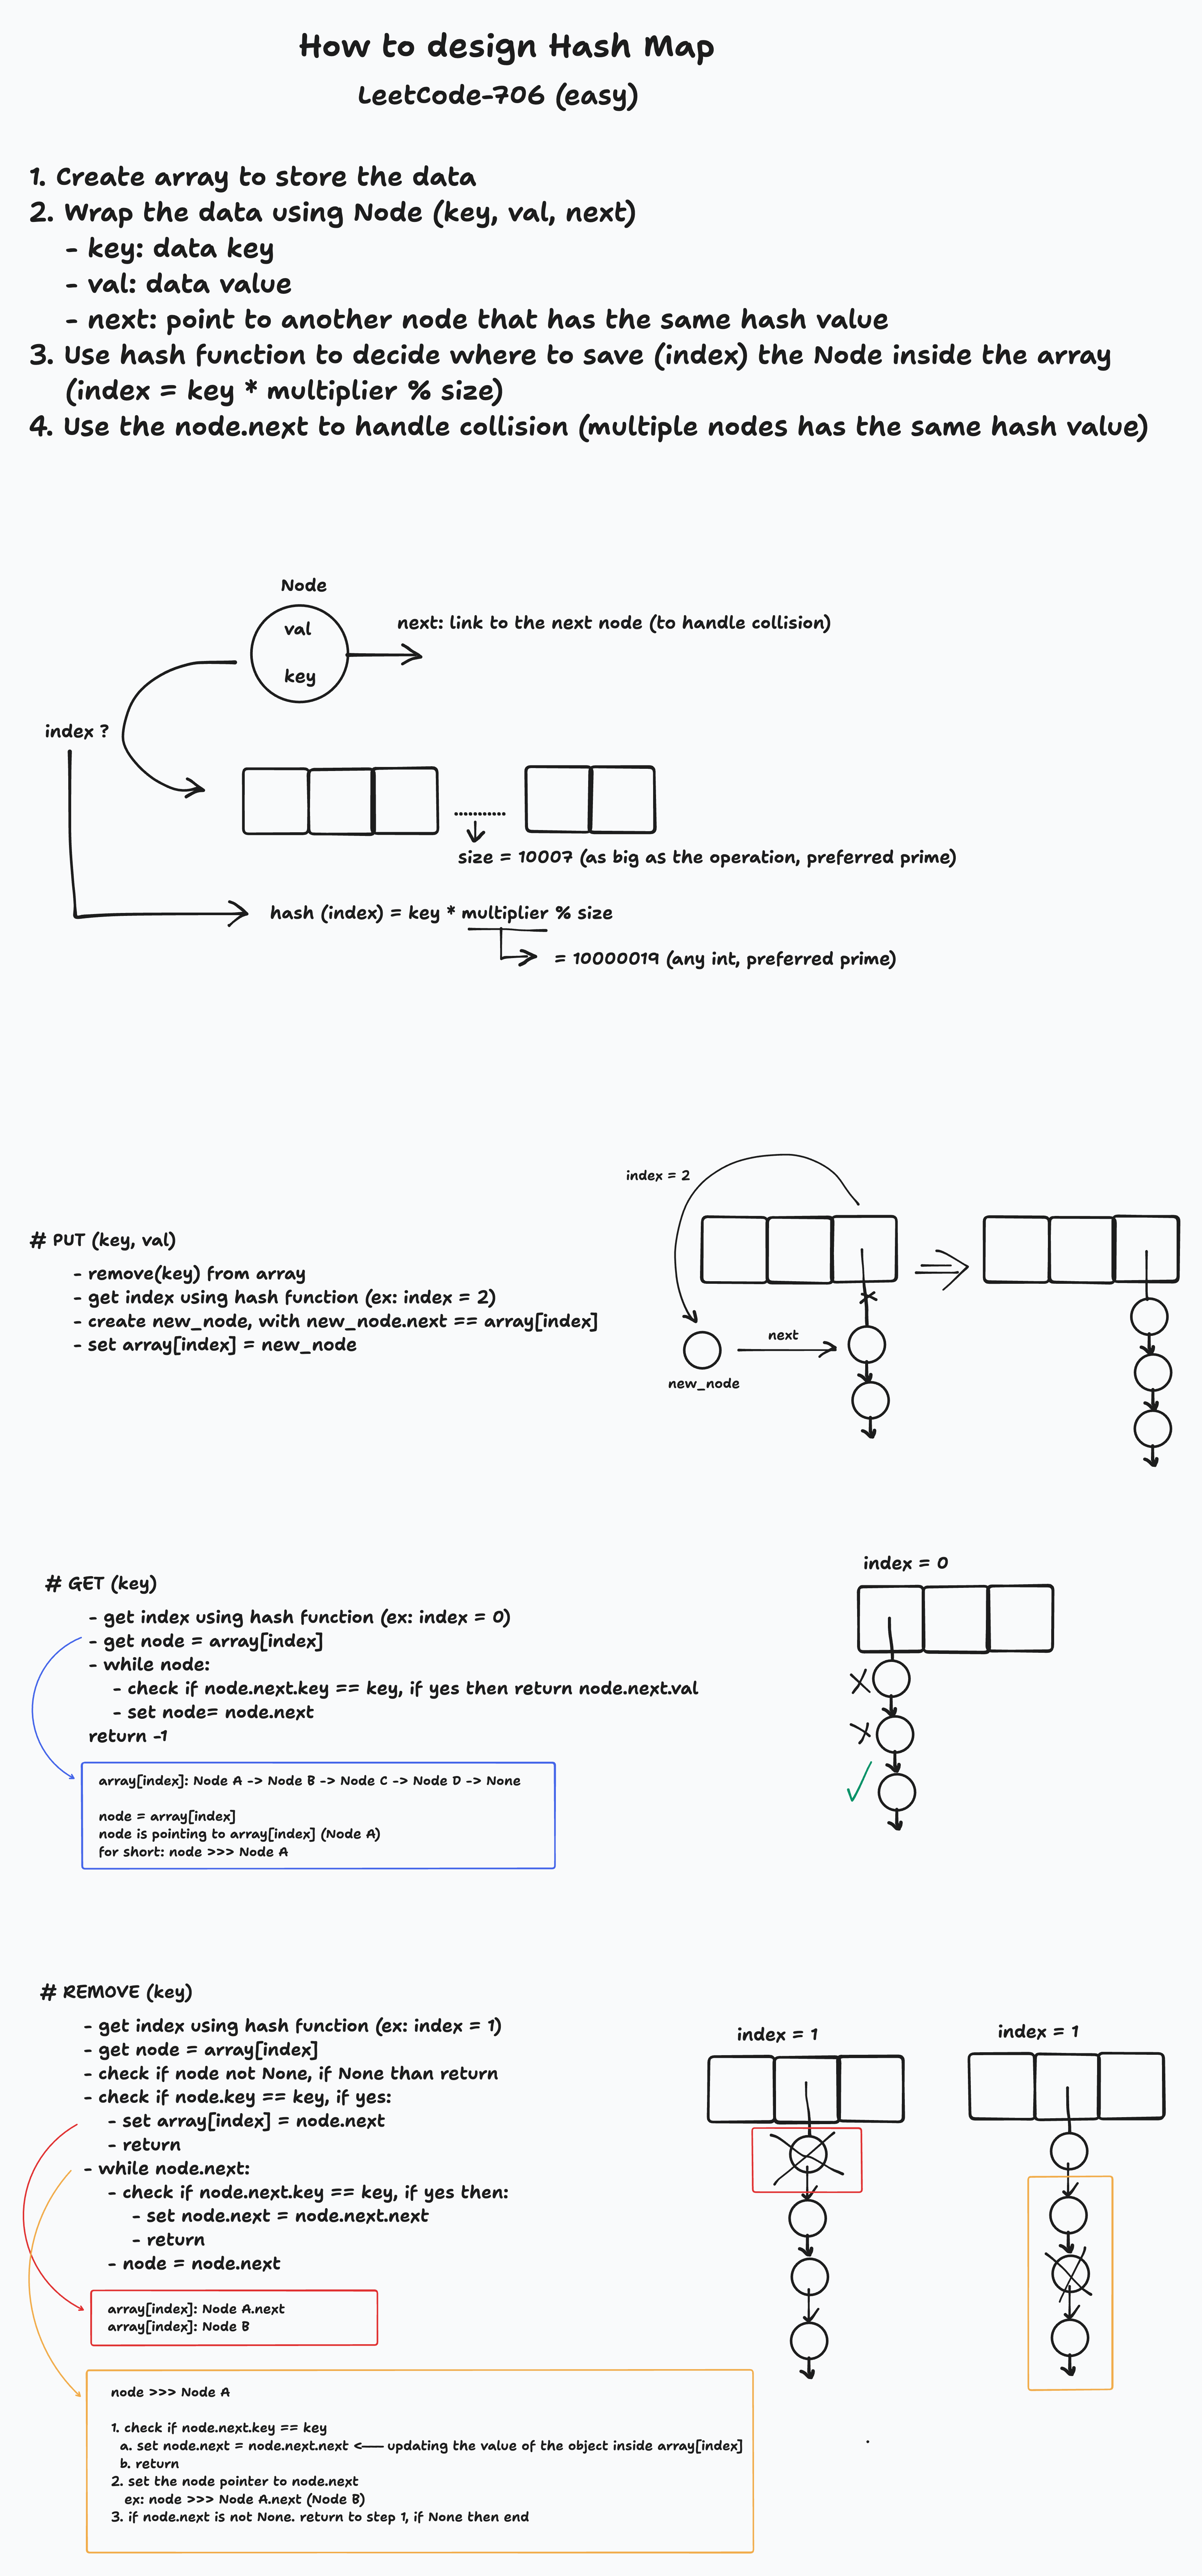 How to design Hash Map
LeetCode-706 (easy)
1. Create array to store the data
2. Wrap the data using Node (key, val, next)
- key: data key
- val: data value
- next: point to another node that has the same hash value
3. Use hash function to decide where to save (index) the Node inside the array
(index = key * multiplier % size)
4. Use the node.next to handle collision (multiple nodes has the same hash value)
Node
val
key
next: link to the next node (to handle collision)
index ?
size = 10007 (as big as the operation, preferred prime)
hash (index) = key * multiplier % size
= 10000019 (any int, preferred prime)
# PUT (key, val)
- remove(key) from array
- get index using hash function (ex: index = 2)
- create new_node, with new_node.next == array[index]
- set array[index] = new_node
index = 2
next
new_node
# GET (key)
- get index using hash function (ex: index = 0)
- get node = array[index]
- while node:
- check if node.next.key == key, if yes then return node.next.val
- set node= node.next
return -1
array[index]: Node A -> Node B -> Node C -> Node D -> None
node = array[index]
node is pointing to array[index] (Node A)
for short: node >>> Node A
index = 0
# REMOVE (key)
- get index using hash function (ex: index = 1)
- get node = array[index]
- check if node not None, if None than return
- check if node.key == key, if yes:
- set array[index] = node.next
- return
- while node.next:
- check if node.next.key == key, if yes then:
- set node.next = node.next.next
- return
- node = node.next
array[index]: Node A.next
array[index]: Node B
node >>> Node A
1. check if node.next.key == key
a. set node.next = node.next.next <--- updating the value of the object inside array[index]
b. return
2. set the node pointer to node.next
ex: node >>> Node A.next (Node B)
3. if node.next is not None. return to step 1, if None then end
index = 1
index = 1